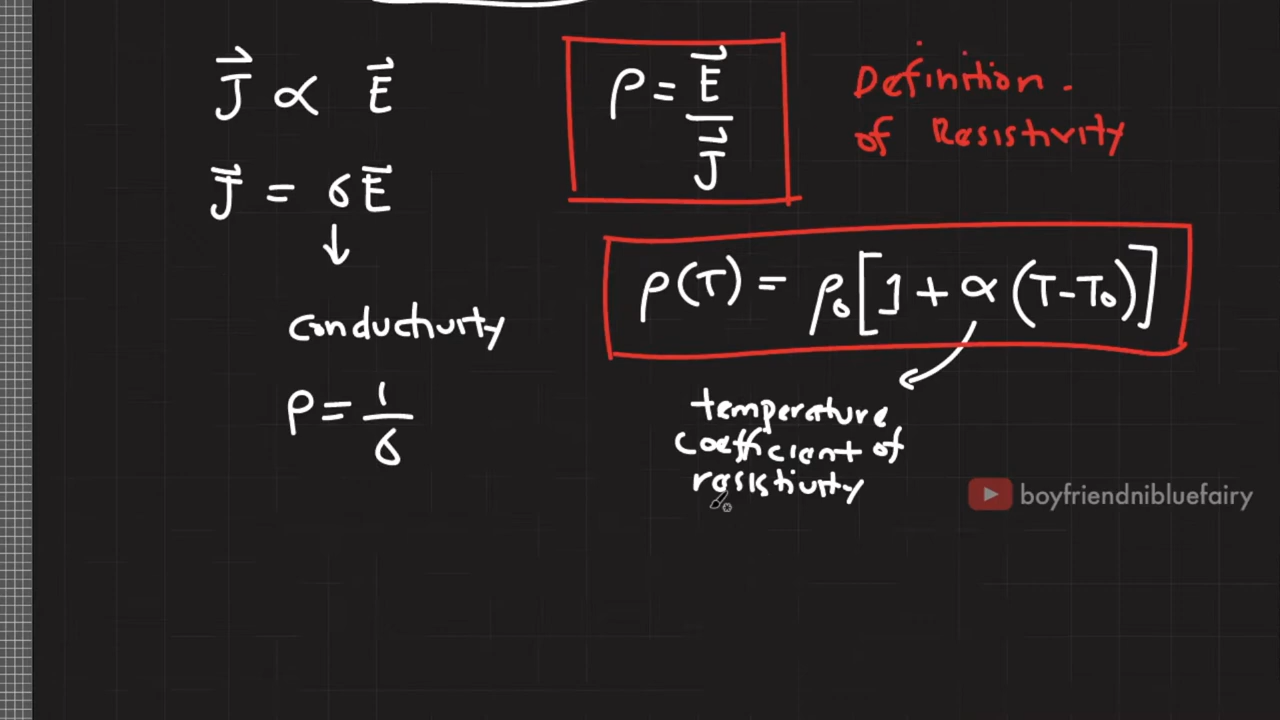 J⃗ ∝ E⃗
J⃗ = σE⃗
conductivity
ρ = 1/σ
ρ = E⃗/J⃗
Definition
of Resistivity
ρ(T) = ρ₀[1 + α(T-T₀)]
temperature
coefficient of
resistivity
boyfriendnibluefairy